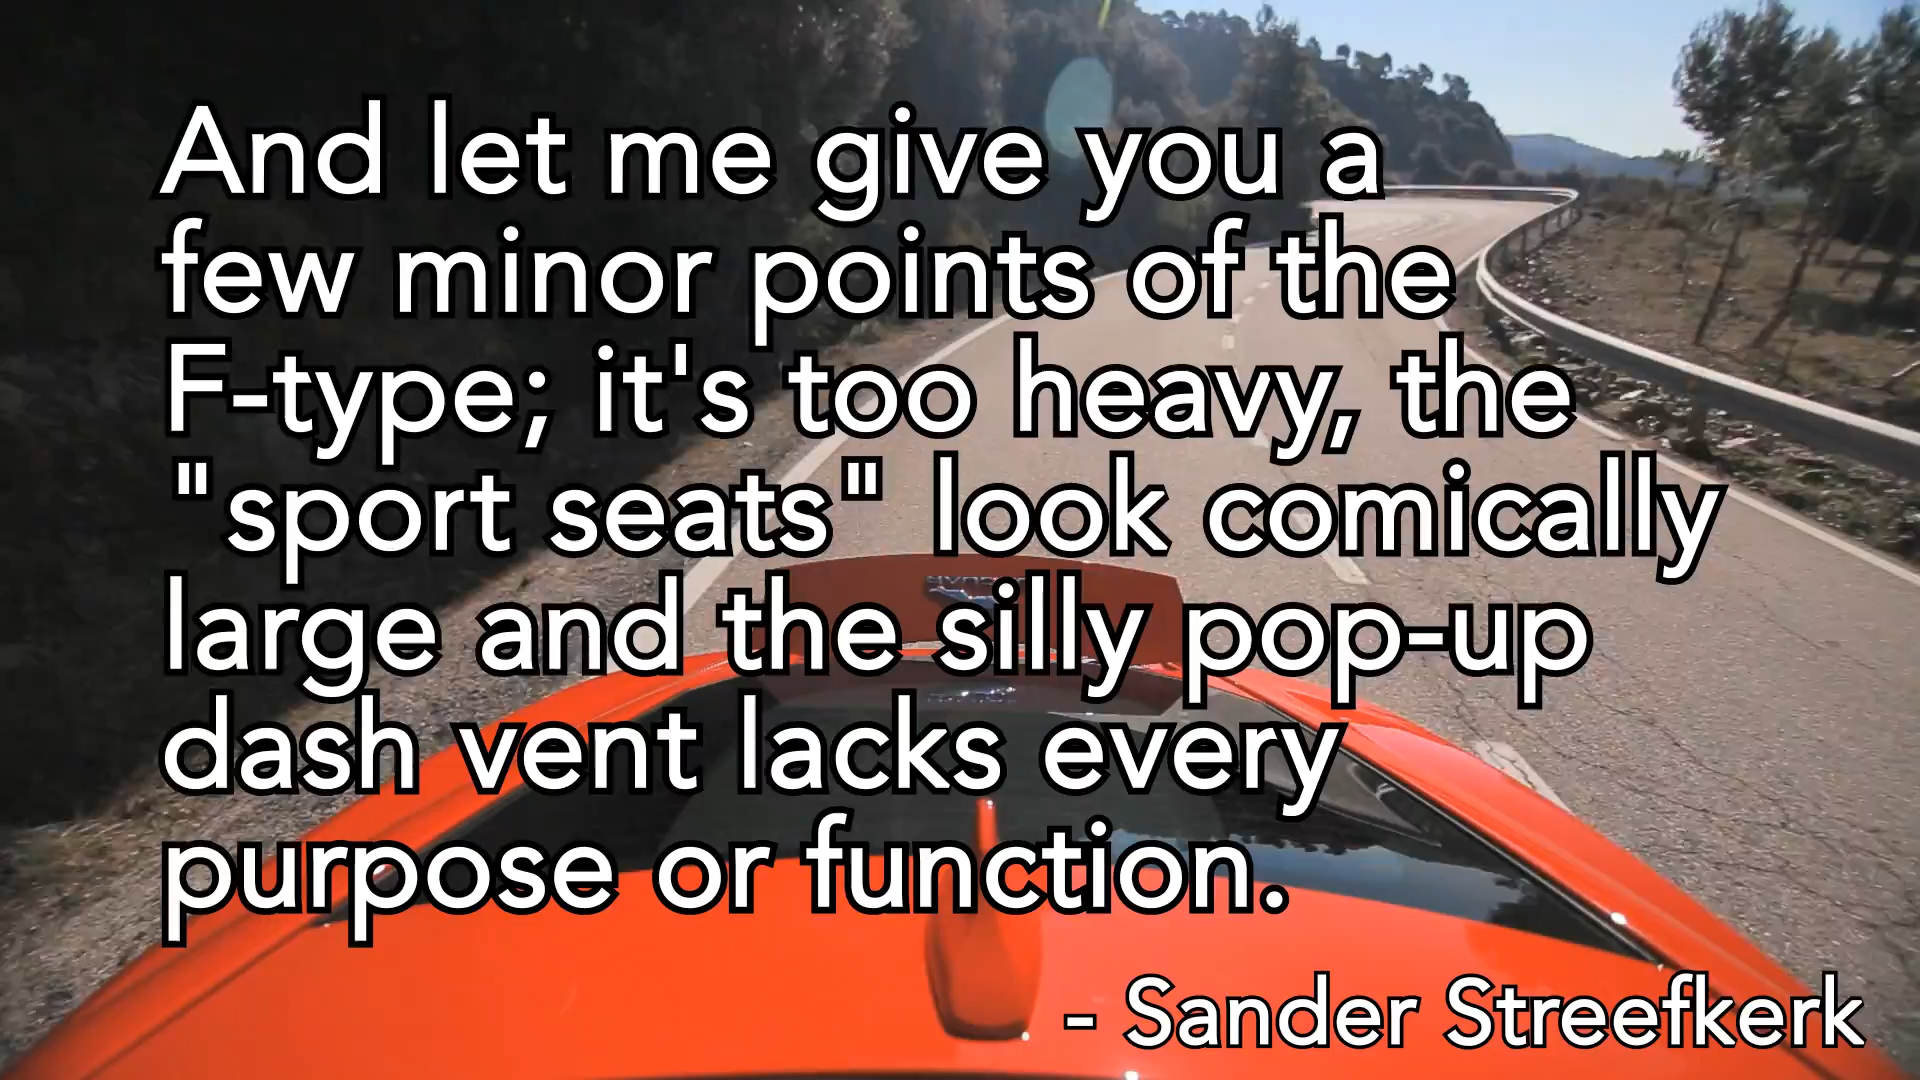 And let me give you a
few minor points of the
F-type; it's too heavy, the
"sport seats" look comically
large and the silly pop-up
dash vent lacks every
purpose or function.
- Sander Streefkerk